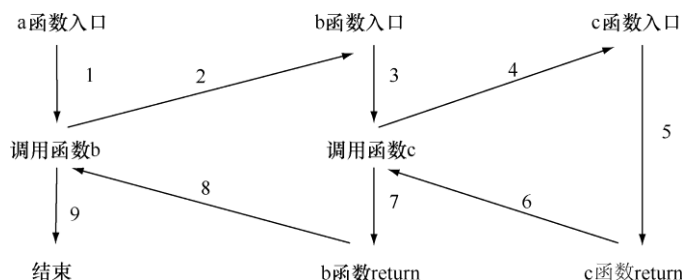 a函数入口 b函数入口 c函数入口
1 2 3 4
5
调用函数b 调用函数c
9 8 7 6
结束 b函数return c函数return